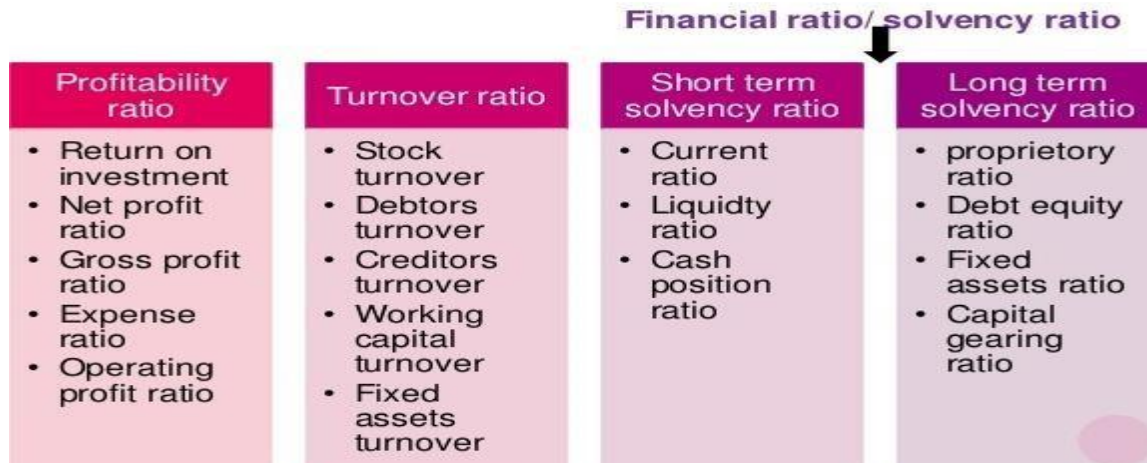 Financial ratio/ solvency ratio
Profitability
ratio
• Return on
investment
• Net profit
ratio
• Gross profit
ratio
• Expense
ratio
• Operating
profit ratio
Turnover ratio
• Stock
turnover
• Debtors
turnover
• Creditors
turnover
• Working
capital
turnover
• Fixed
assets
turnover
Short term
solvency ratio
• Current
ratio
• Liquidty
ratio
• Cash
position
ratio
Long term
solvency ratio
• proprietory
ratio
• Debt equity
ratio
• Fixed
assets ratio
• Capital
gearing
ratio